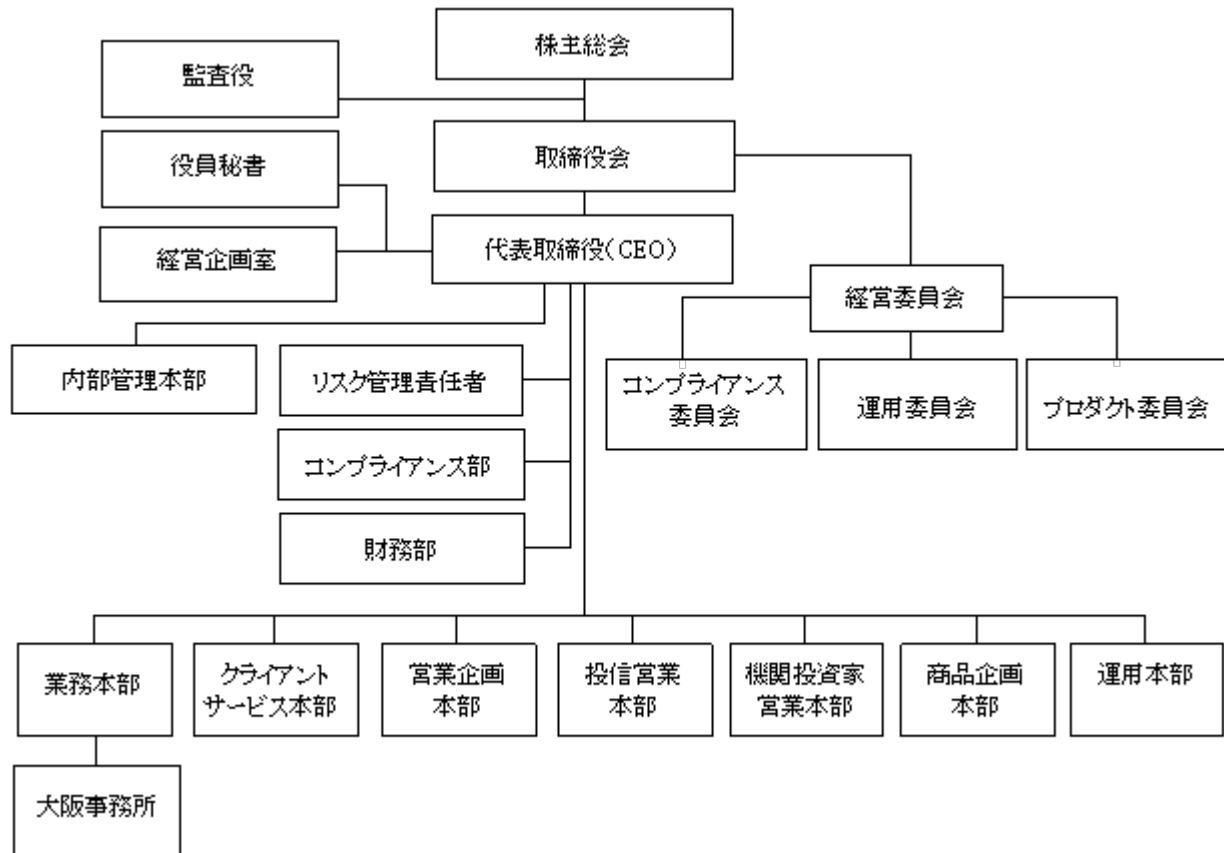 株主総会
監査役
取締役会
役員秘書
代表取締役(CEO)
経営企画室
経営委員会
内部管理本部
リスク管理責任者
コンプライアンス
委員会
運用委員会
プロダクト委員会
コンプライアンス部
財務部
業務本部
クライアント
サービス本部
営業企画
本部
投信営業
本部
機関投資家
営業本部
商品企画
本部
運用本部
大阪事務所